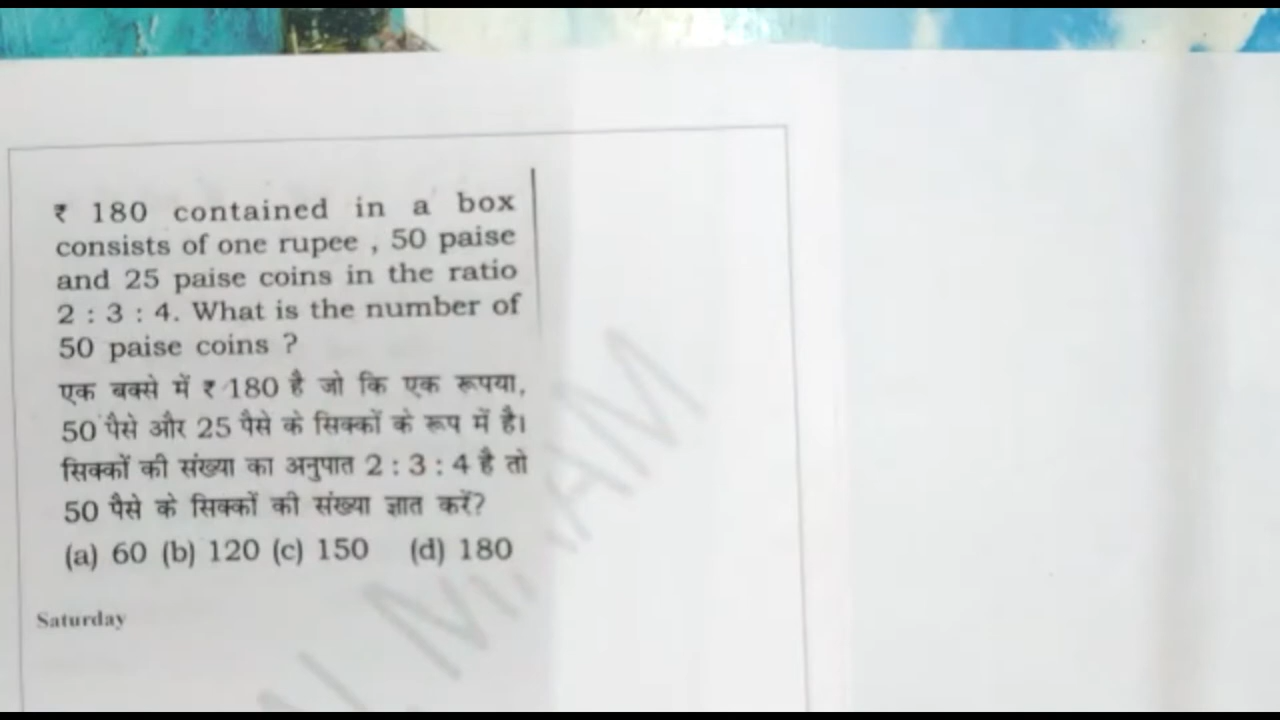 ₹ 180 contained in a box
consists of one rupee , 50 paise
and 25 paise coins in the ratio
2 : 3 : 4. What is the number of
50 paise coins ?
एक बक्से में ₹ 180 है जो कि एक रूपया,
50 पैसे और 25 पैसे के सिक्कों के रूप में है।
सिक्कों की संख्या का अनुपात 2 : 3 : 4 है तो
50 पैसे के सिक्कों की संख्या ज्ञात करें?
(a) 60 (b) 120 (c) 150 (d) 180
Saturday